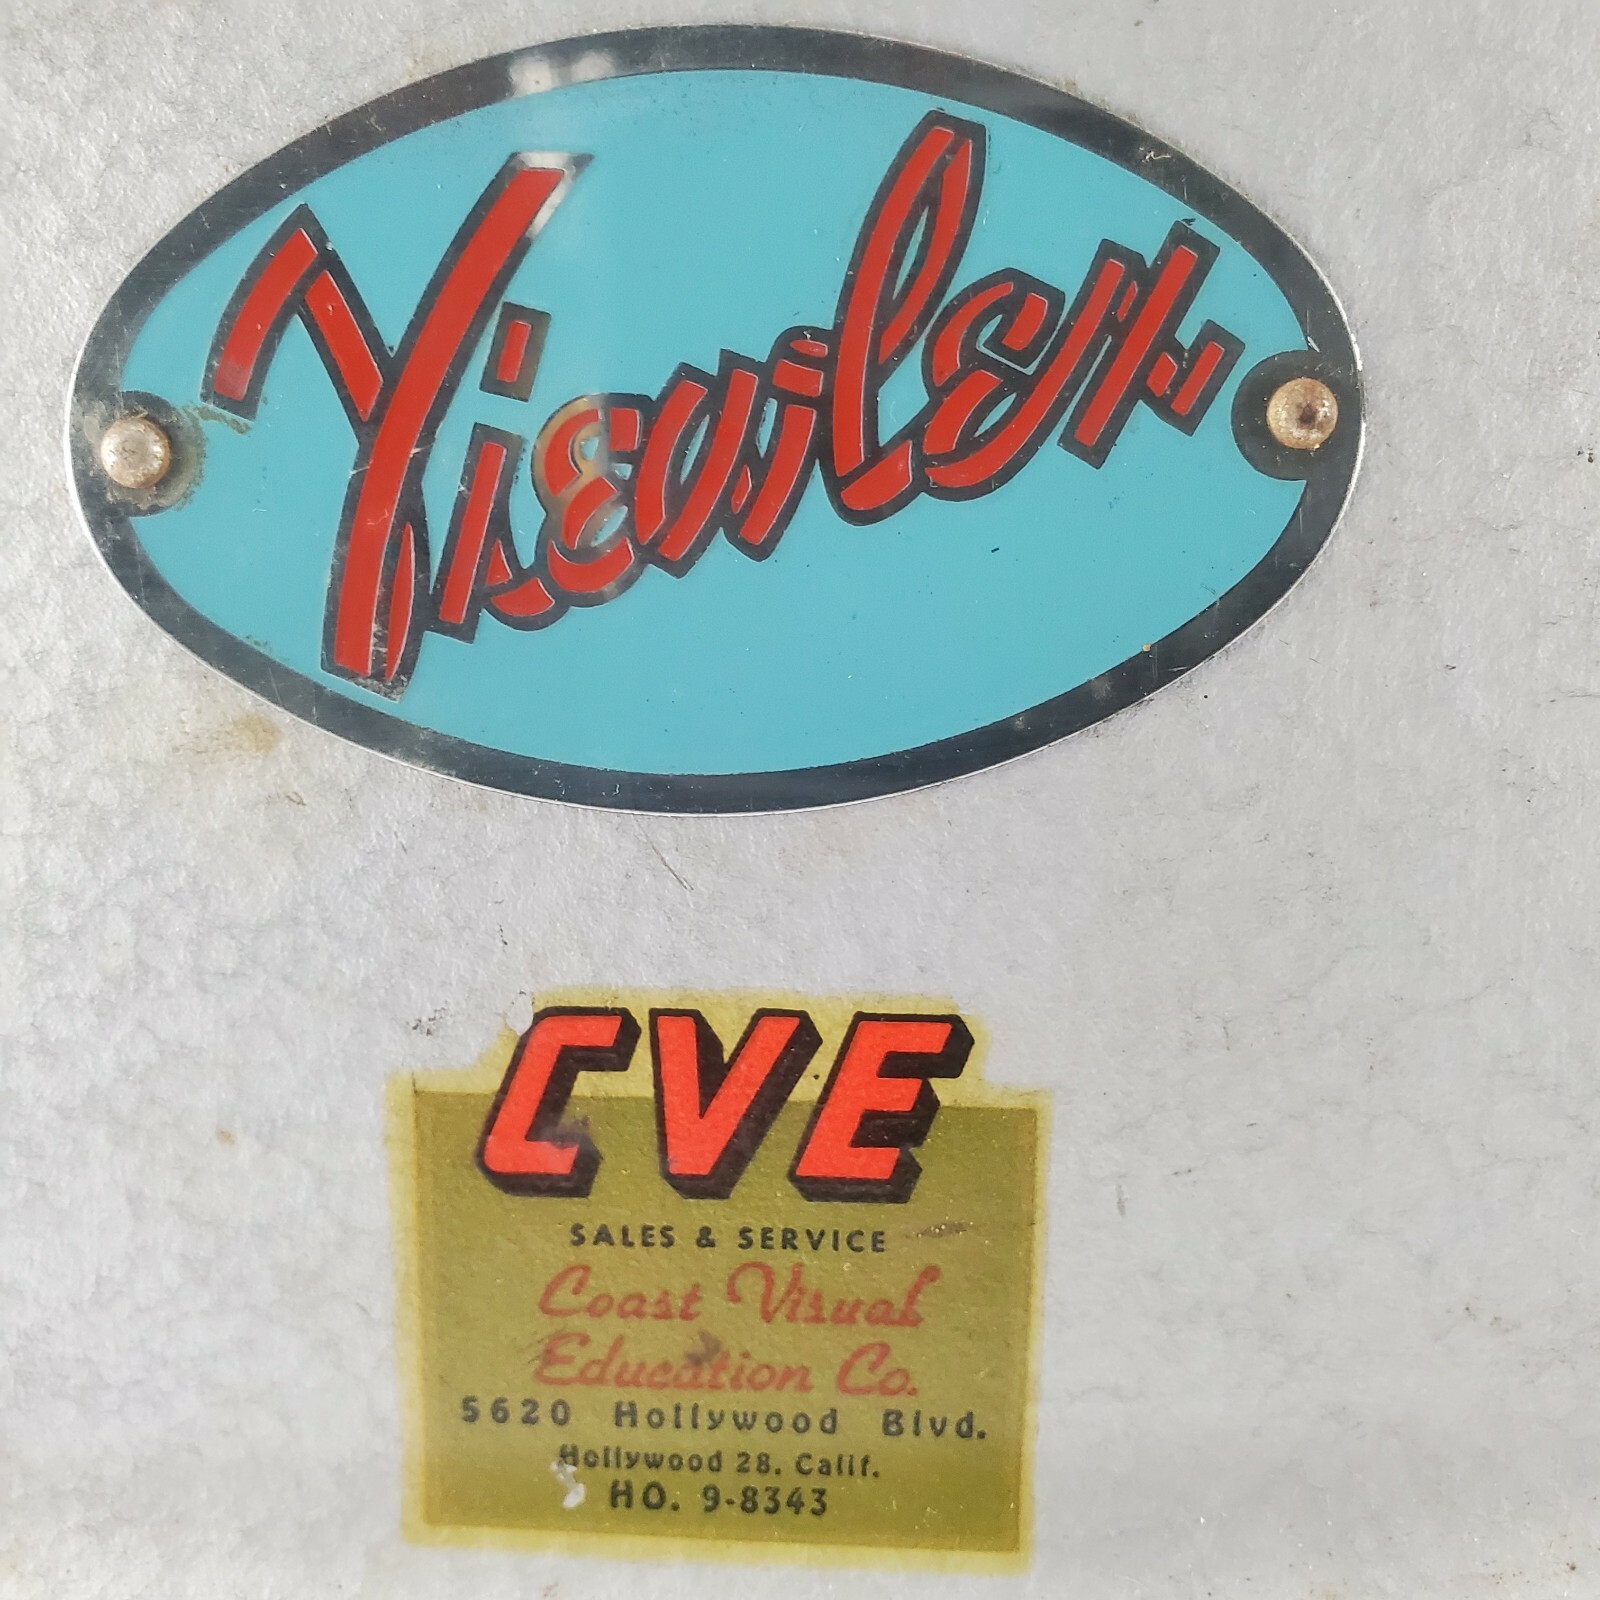 Viewlex
CVE
SALES & SERVICE
Coast Visual
Education Co.
5620 Hollywood Blvd.
Hollywood 28, Calif.
HO. 9-8343